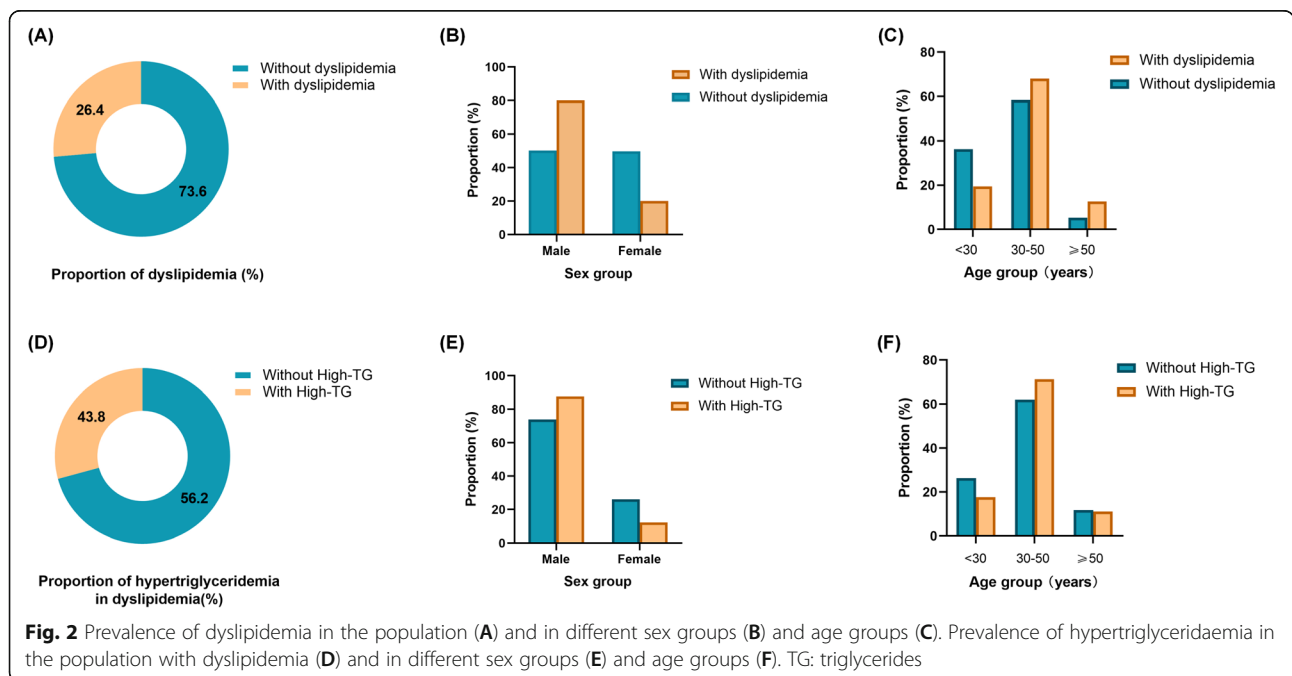 (A)
Without dyslipidemia
With dyslipidemia
26.4
73.6
Proportion of dyslipidemia (%)
(B)
With dyslipidemia
Without dyslipidemia
Proportion (%)
100
80
60
40
20
0
Male Female
Sex group
(C)
With dyslipidemia
Without dyslipidemia
Proportion (%)
80
60
40
20
0
<30 30-50 ⩾50
Age group (years)
(D)
Without High-TG
With High-TG
43.8
56.2
Proportion of hypertriglyceridemia
in dyslipidemia(%)
(E)
Without High-TG
With High-TG
Proportion (%)
100
80
60
40
20
0
Male Female
Sex group
(F)
Without High-TG
With High-TG
Proportion (%)
80
60
40
20
0
<30 30-50 ⩾50
Age group (years)
Fig. 2 Prevalence of dyslipidemia in the population (A) and in different sex groups (B) and age groups (C). Prevalence of hypertriglyceridaemia in
the population with dyslipidemia (D) and in different sex groups (E) and age groups (F). TG: triglycerides